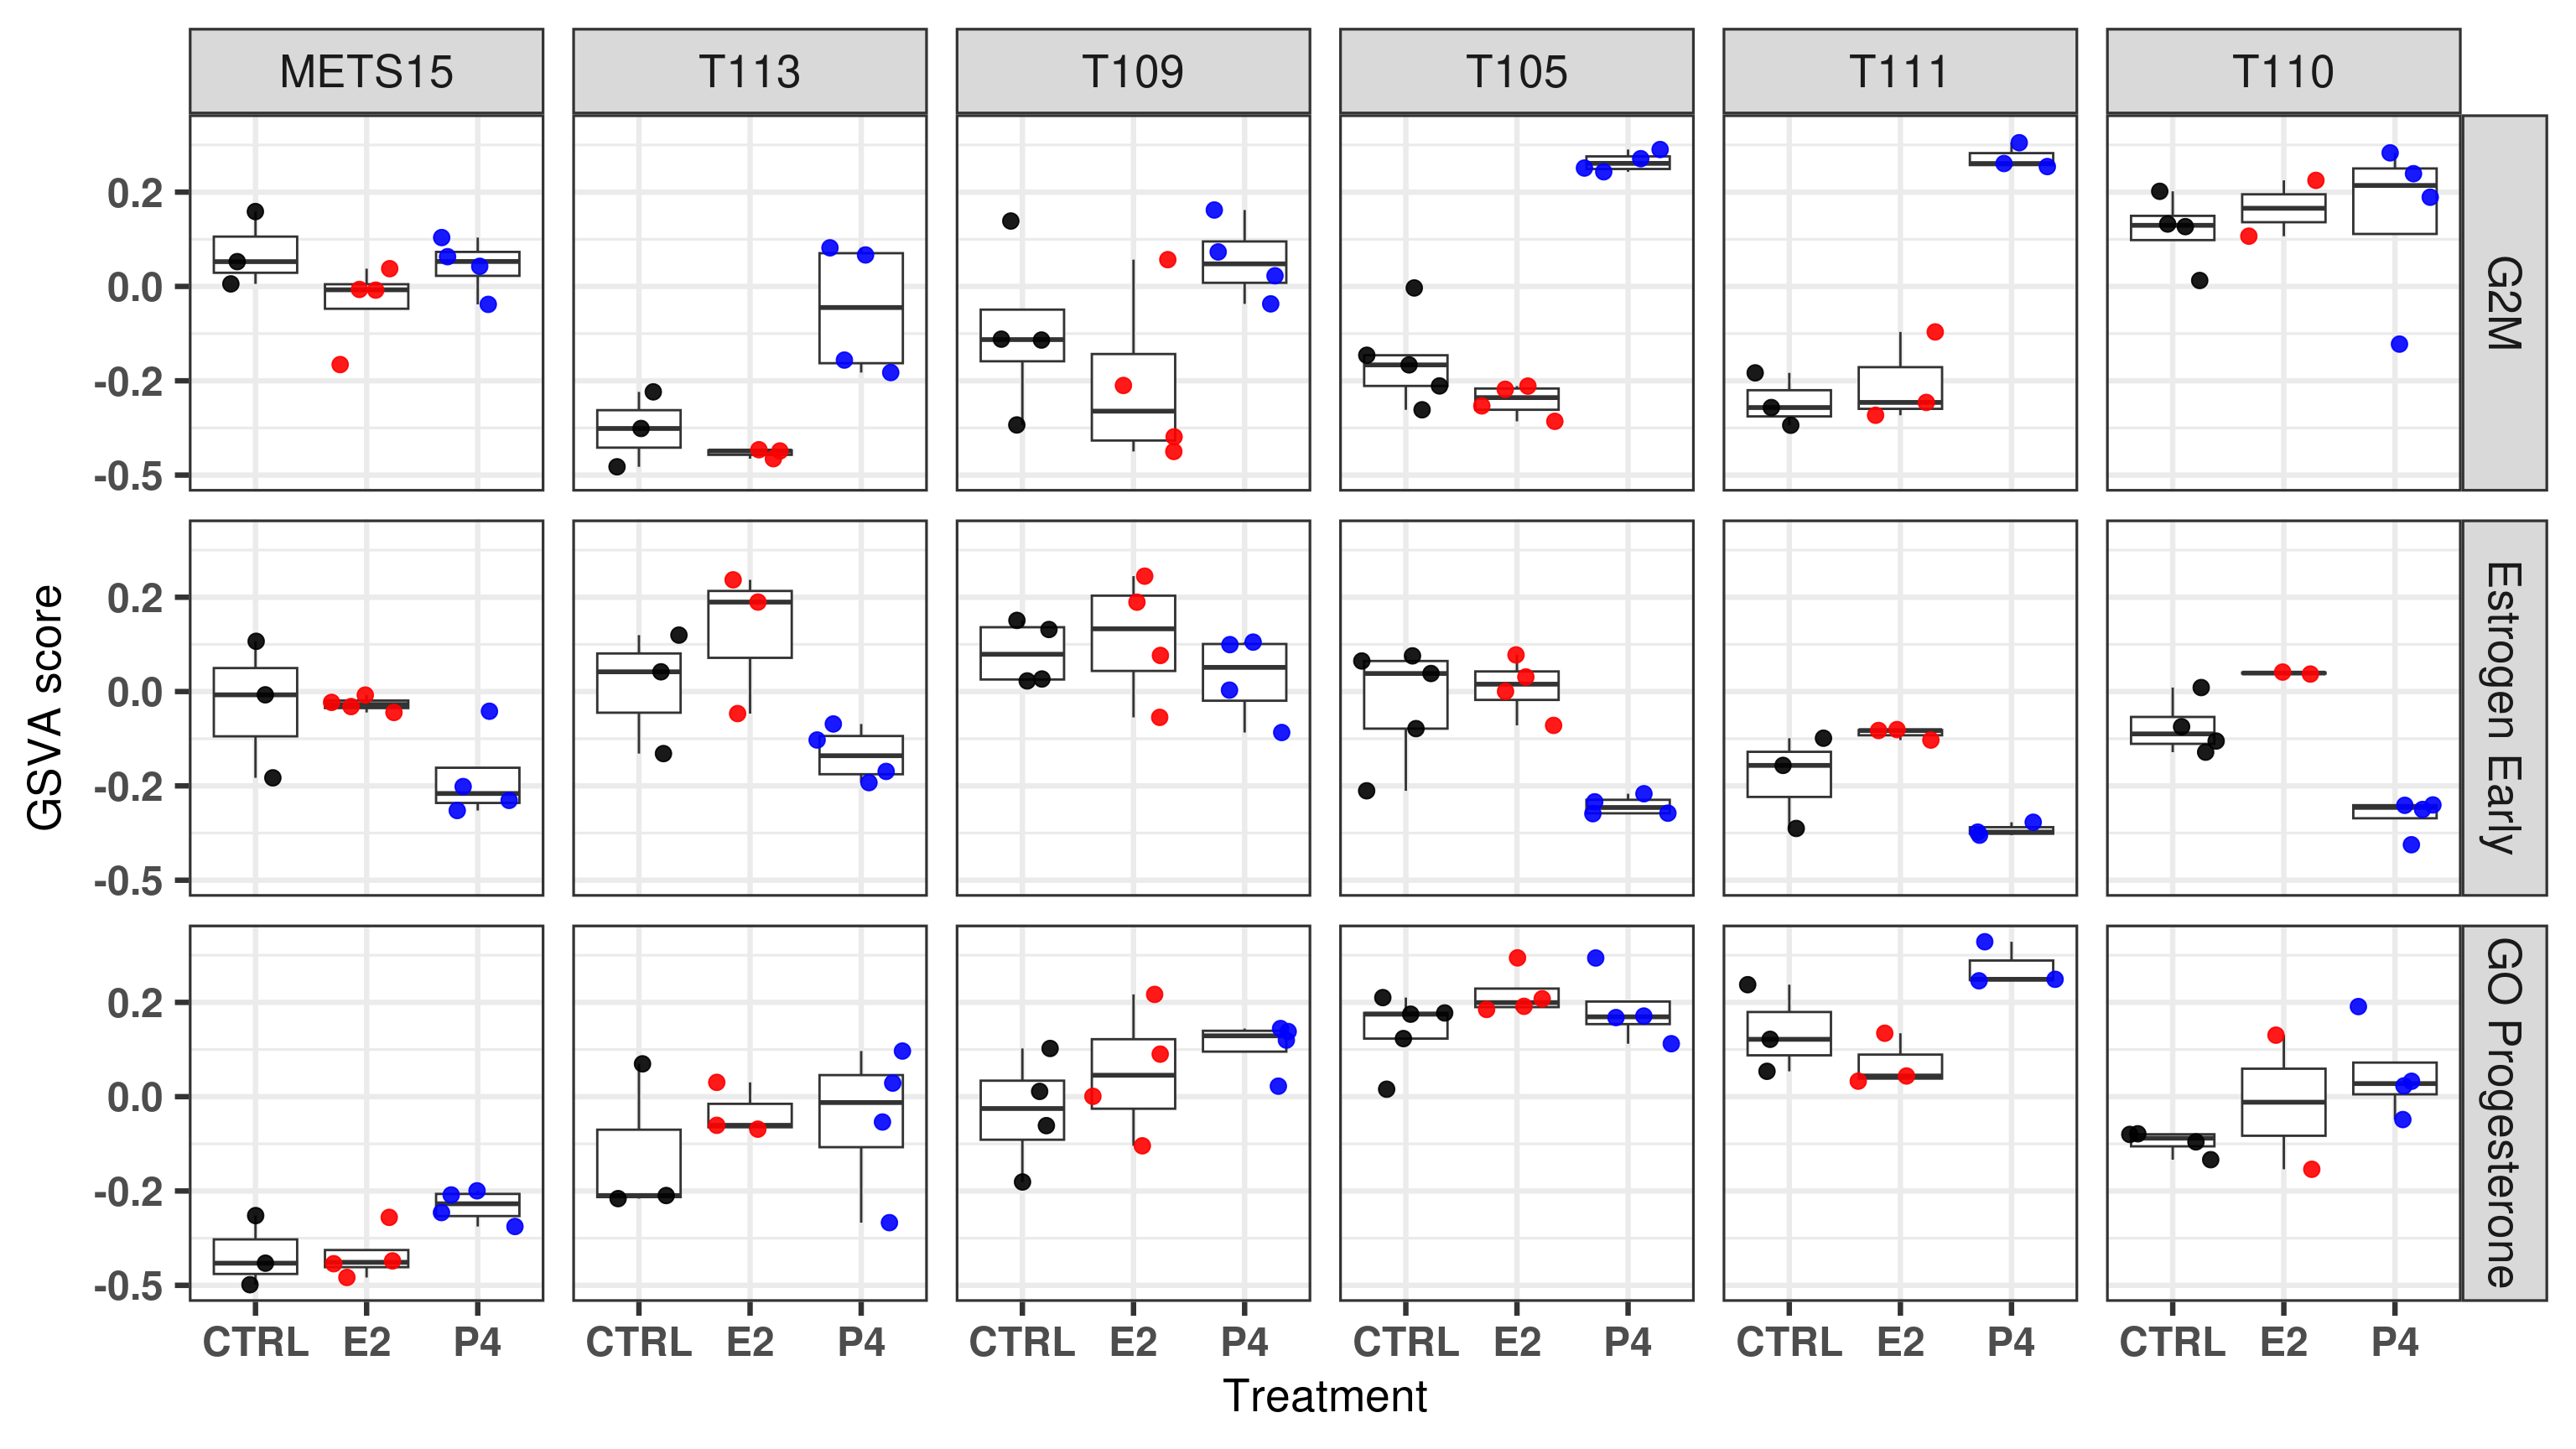 METS15 T113 T109 T105 T111 T110
0.2
0.0
-0.2
-0.5
G2M
0.2
0.0
-0.2
-0.5
Estrogen Early
0.2
0.0
-0.2
-0.5
GO Progesterone
GSVA score
CTRL E2 P4 CTRL E2 P4 CTRL E2 P4 CTRL E2 P4 CTRL E2 P4 CTRL E2 P4
Treatment